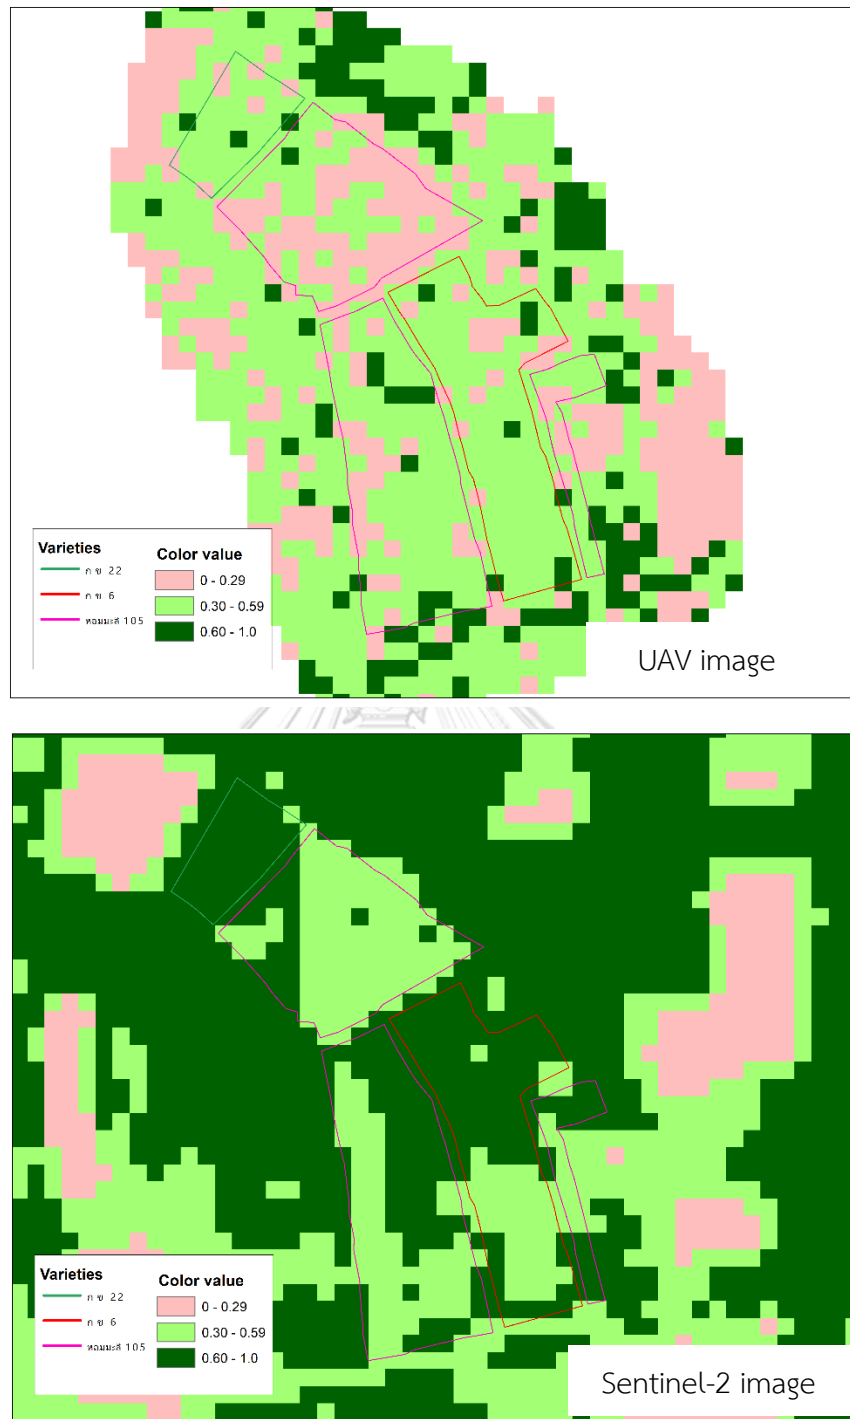 Varieties
ก ข 22
ก ข 6
หอมมะลิ 105
Color value
0 - 0.29
0.30 - 0.59
0.60 - 1.0
UAV image
Varieties
ก ข 22
ก ข 6
หอมมะลิ 105
Color value
0 - 0.29
0.30 - 0.59
0.60 - 1.0
Sentinel-2 image